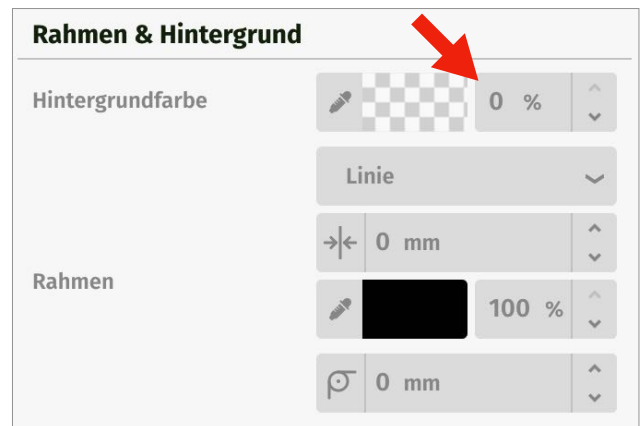 Rahmen & Hintergrund
Hintergrundfarbe
0 %
Linie
0 mm
Rahmen
100 %
0 mm